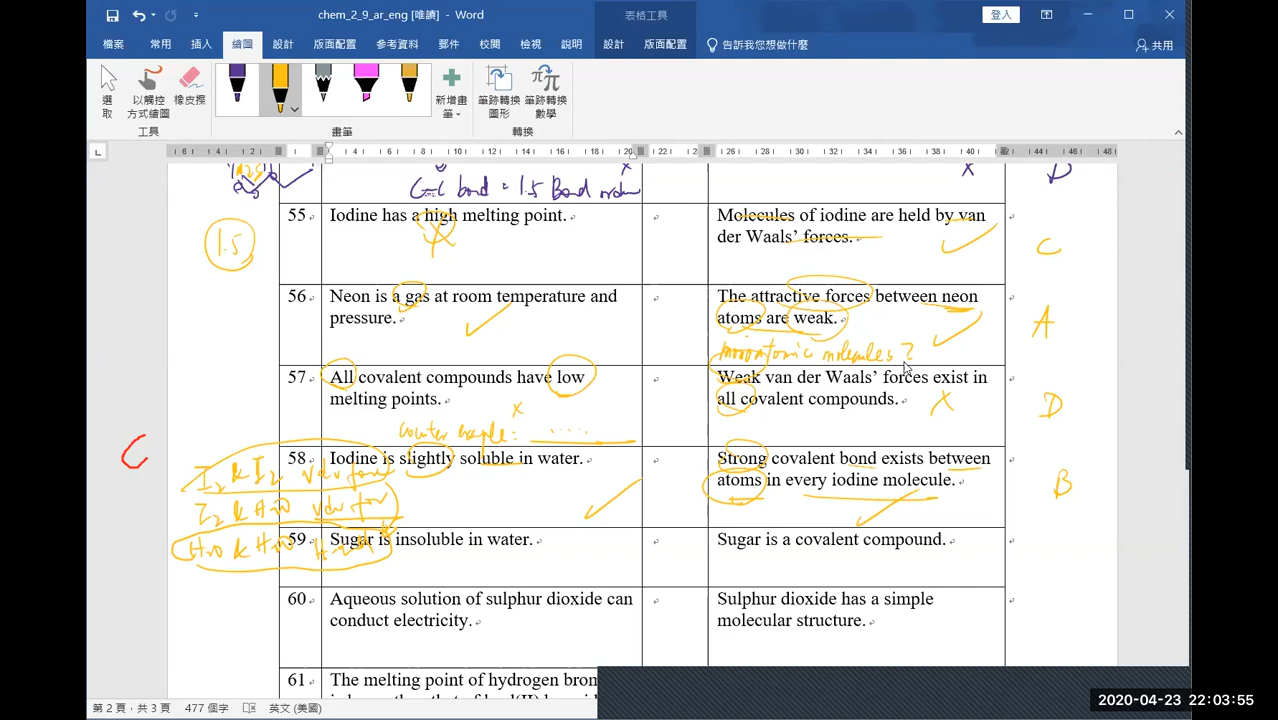 chem_2_9_ar_eng [唯讀] - Word
表格工具
登入
檔案 常用 插入 繪圖 設計 版面配置 參考資料 郵件 校閱 檢視 說明 設計 版面配置 告訴我您想做什麼 共用
選取 以觸控方式繪圖 橡皮擦 新增畫筆 筆跡轉換圖形 筆跡轉換數學
工具 畫筆 轉換
C-C bond = 1.5 Bond order
x x D
55 Iodine has a high melting point. Molecules of iodine are held by van
der Waals’ forces.
1.5
C
56 Neon is a gas at room temperature and The attractive forces between neon
pressure. atoms are weak.
A
monoatomic molecules ?
57 All covalent compounds have low Weak van der Waals’ forces exist in
melting points. all covalent compounds.
x X D
counter example: .....
C
58 Iodine is slightly soluble in water. Strong covalent bond exists between
atoms in every iodine molecule.
B
I2 & I2 vdw force
I2 & H2O vdw for
H2O & H2O
59 Sugar is insoluble in water. Sugar is a covalent compound.
60 Aqueous solution of sulphur dioxide can Sulphur dioxide has a simple
conduct electricity. molecular structure.
61 The melting point of hydrogen brom
第 2 頁，共 3 頁 477 個字 英文 (美國)
2020-04-23 22:03:55